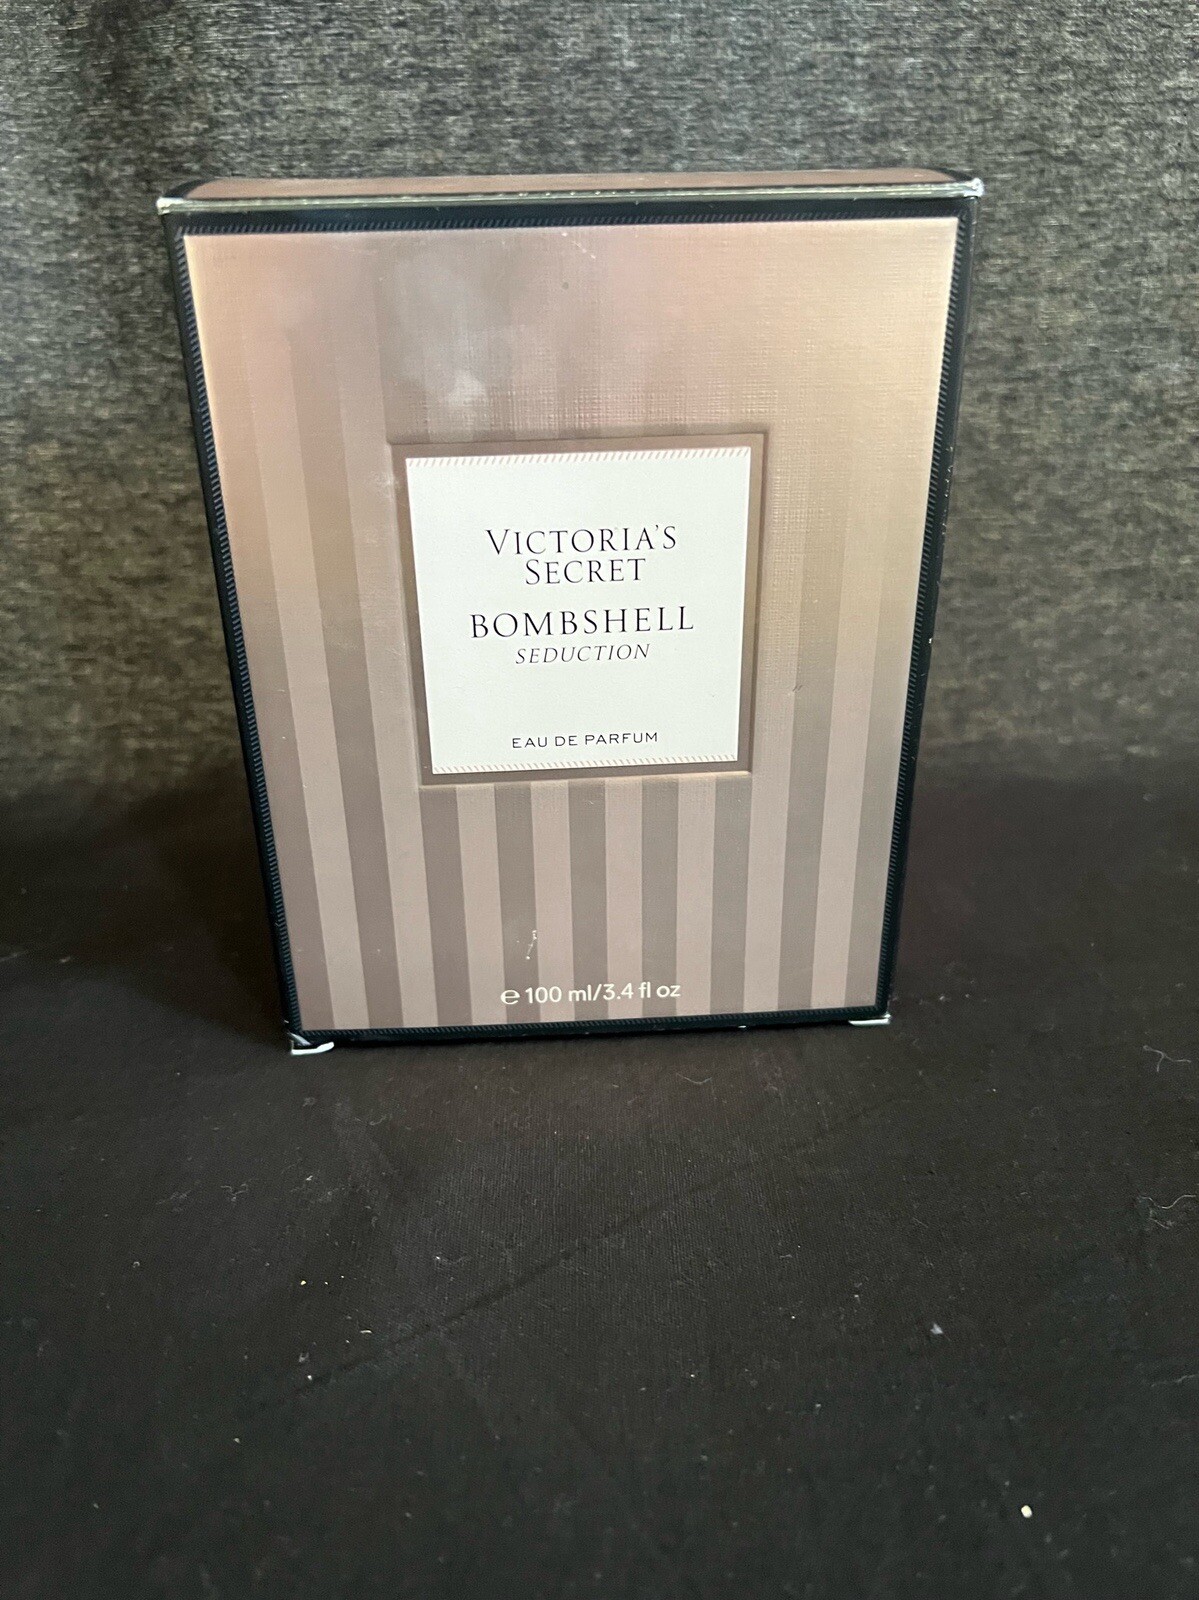 VICTORIA'S
SECRET
BOMBSHELL
SEDUCTION
EAU DE PARFUM
℮ 100 ml/3.4 fl oz